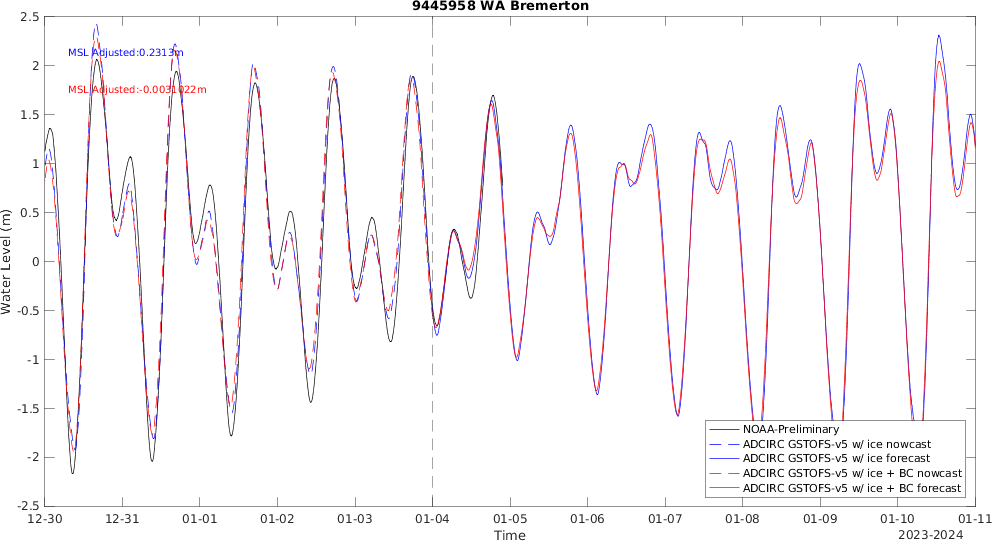 9445958 WA Bremerton
MSL Adjusted:0.2313m
MSL Adjusted:-0.0031022m
Water Level (m)
2.5
2
1.5
1
0.5
0
-0.5
-1
-1.5
-2
-2.5
NOAA-Preliminary
ADCIRC GSTOFS-v5 w/ ice nowcast
ADCIRC GSTOFS-v5 w/ ice forecast
ADCIRC GSTOFS-v5 w/ ice + BC nowcast
ADCIRC GSTOFS-v5 w/ ice + BC forecast
12-30 12-31 01-01 01-02 01-03 01-04 01-05 01-06 01-07 01-08 01-09 01-10 01-11
Time
2023-2024